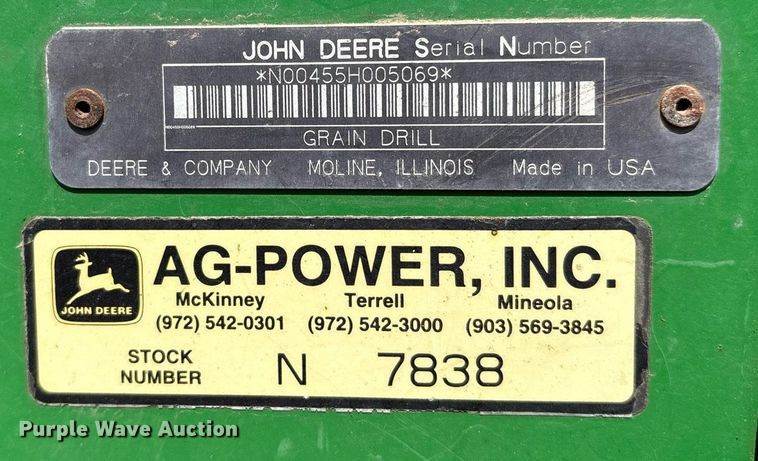 JOHN DEERE Serial Number
*N00455H005069*
GRAIN DRILL
DEERE & COMPANY MOLINE, ILLINOIS Made in USA
JOHN DEERE
AG-POWER, INC.
McKinney Terrell Mineola
(972) 542-0301 (972) 542-3000 (903) 569-3845
STOCK NUMBER N 7838
Purple Wave Auction